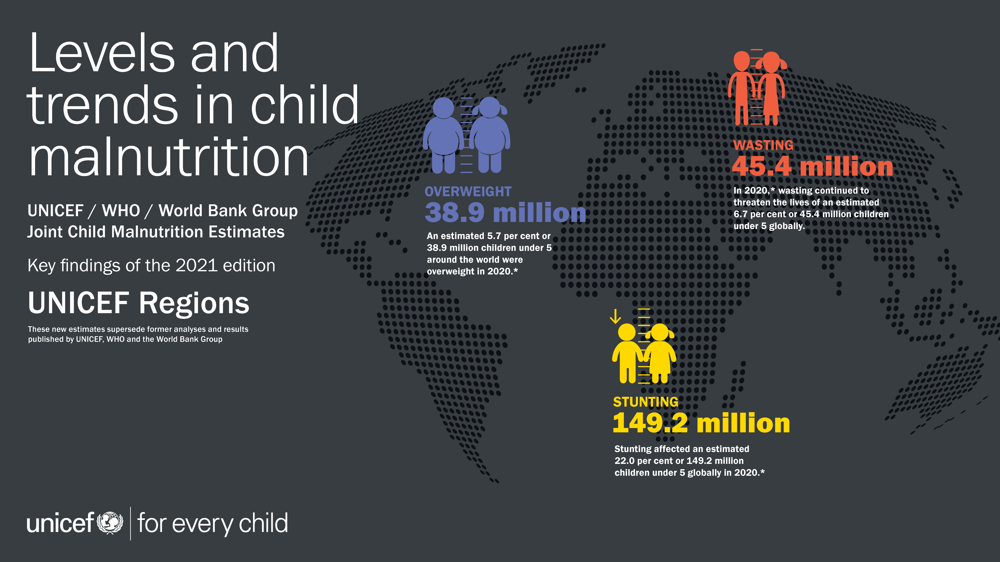 Levels and
trends in child
malnutrition
UNICEF / WHO / World Bank Group
Joint Child Malnutrition Estimates
Key findings of the 2021 edition
UNICEF Regions
These new estimates supersede former analyses and results
published by UNICEF, WHO and the World Bank Group
OVERWEIGHT
38.9 million
An estimated 5.7 per cent or
38.9 million children under 5
around the world were
overweight in 2020.*
WASTING
45.4 million
In 2020,* wasting continued to
threaten the lives of an estimated
6.7 per cent or 45.4 million children
under 5 globally.
STUNTING
149.2 million
Stunting affected an estimated
22.0 per cent or 149.2 million
children under 5 globally in 2020.*
unicef | for every child